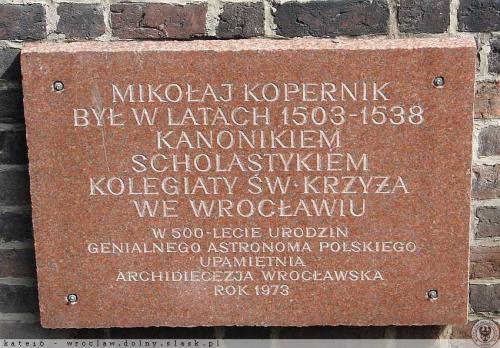 MIKOŁAJ KOPERNIK
BYŁ W LATACH 1503-1538
KANONIKIEM
SCHOLASTYKIEM
KOLEGIATY ŚW. KRZYŻA
WE WROCŁAWIU
W 500-LECIE URODZIN
GENIALNEGO ASTRONOMA POLSKIEGO
UPAMIĘTNIA
ARCHIDIECEZJA WROCŁAWSKA
ROK 1973
kate16 - wroclaw.dolny.slask.pl